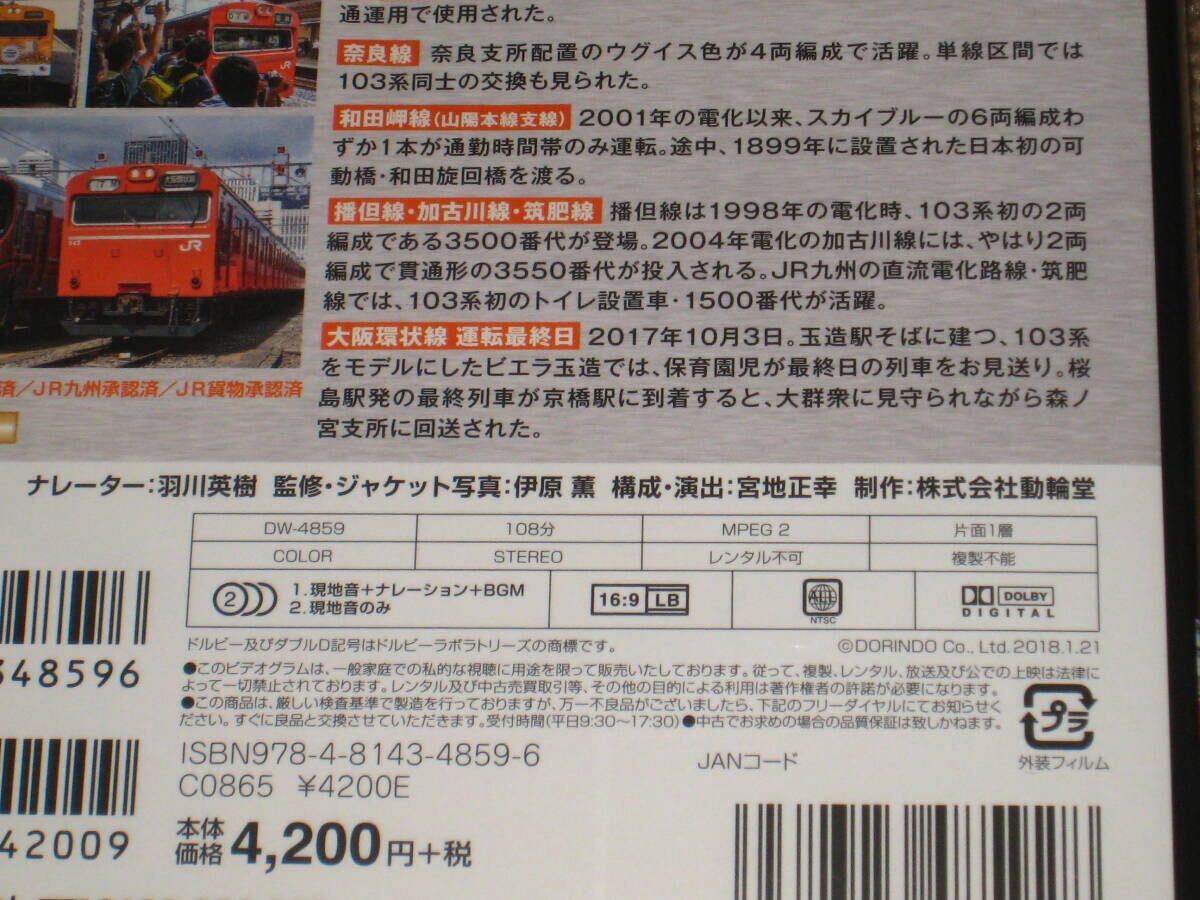 通運用で使用された。
奈良線 奈良支所配置のウグイス色が4両編成で活躍。単線区間では
103系同士の交換も見られた。
和田岬線(山陽本線支線) 2001年の電化以来、スカイブルーの6両編成わ
ずか1本が通勤時間帯のみ運転。途中、1899年に設置された日本初の可
動橋・和田旋回橋を渡る。
播但線・加古川線・筑肥線 播但線は1998年の電化時、103系初の2両
編成である3500番代が登場。2004年電化の加古川線には、やはり2両
編成で貫通形の3550番代が投入される。JR九州の直流電化路線・筑肥
線では、103系初のトイレ設置車・1500番代が活躍。
大阪環状線 運転最終日 2017年10月3日。玉造駅そばに建つ、103系
をモデルにしたビエラ玉造では、保育園児が最終日の列車をお見送り。桜
島駅発の最終列車が京橋駅に到着すると、大群衆に見守られながら森ノ
宮支所に回送された。
大阪環状線
JR
JR
済/JR九州承認済/JR貨物承認済
ナレーター:羽川英樹 監修・ジャケット写真:伊原 薫 構成・演出:宮地正幸 制作:株式会社動輪堂
DW-4859 108分 MPEG 2 片面1層
COLOR STEREO レンタル不可 複製不能
2 1.現地音+ナレーション+BGM
2.現地音のみ
16:9 LB
ALL
NTSC
DOLBY
DIGITAL
ドルビー及びダブルD記号はドルビーラボラトリーズの商標です。
©DORINDO Co., Ltd. 2018.1.21
●このビデオグラムは、一般家庭での私的な視聴に用途を限って販売いたしております。従って、複製、レンタル、放送及び公での上映は法律に
よって一切禁止されております。レンタル及び中古売買取引等、その他の目的による利用は著作権者の許諾が必要になります。
●この商品は、厳しい検査基準で製造を行っておりますが、万一不良品がございましたら、下記のフリーダイヤルにてお知らせく
ださい。すぐに良品と交換させていただきます。受付時間(平日9:30〜17:30)●中古でお求めの場合の品質保証は致しかねます。
プラ
外装フィルム
348596
42009
ISBN978-4-8143-4859-6
C0865 ¥4200E
本体
価格 4,200円+税
JANコード